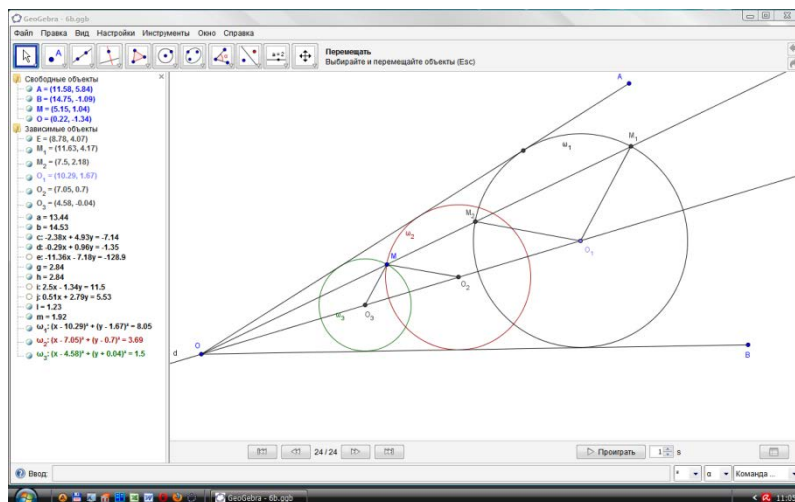 GeoGebra - 6b.ggb
Файл Правка Вид Настройки Инструменты Окно Справка
Перемещать
Выбирайте и перемещайте объекты (Esc)
Свободные объекты
A = (11.58, 5.84)
B = (14.75, -1.09)
M = (5.15, 1.04)
O = (0.22, -1.34)
Зависимые объекты
E = (8.78, 4.07)
M₁ = (11.63, 4.17)
M₂ = (7.5, 2.18)
O₁ = (10.29, 1.67)
O₂ = (7.05, 0.7)
O₃ = (4.58, -0.04)
a = 13.44
b = 14.53
c: -2.38x + 4.93y = -7.14
d: -0.29x + 0.96y = -1.35
e: -11.36x - 7.18y = -128.9
g = 2.84
h = 2.84
i: 2.5x - 1.34y = 11.5
j: 0.51x + 2.79y = 5.53
l = 1.23
m = 1.92
ω₁: (x - 10.29)² + (y - 1.67)² = 8.05
ω₂: (x - 7.05)² + (y - 0.7)² = 3.69
ω₃: (x - 4.58)² + (y + 0.04)² = 1.5
A
M₁
ω₁
M₂
ω₂
M
O₁
O₂
ω₃
O₃
O
d
B
24 / 24
Проиграть
1
s
Ввод:
²
α
Команда ...
GeoGebra - 6b.ggb
11:05